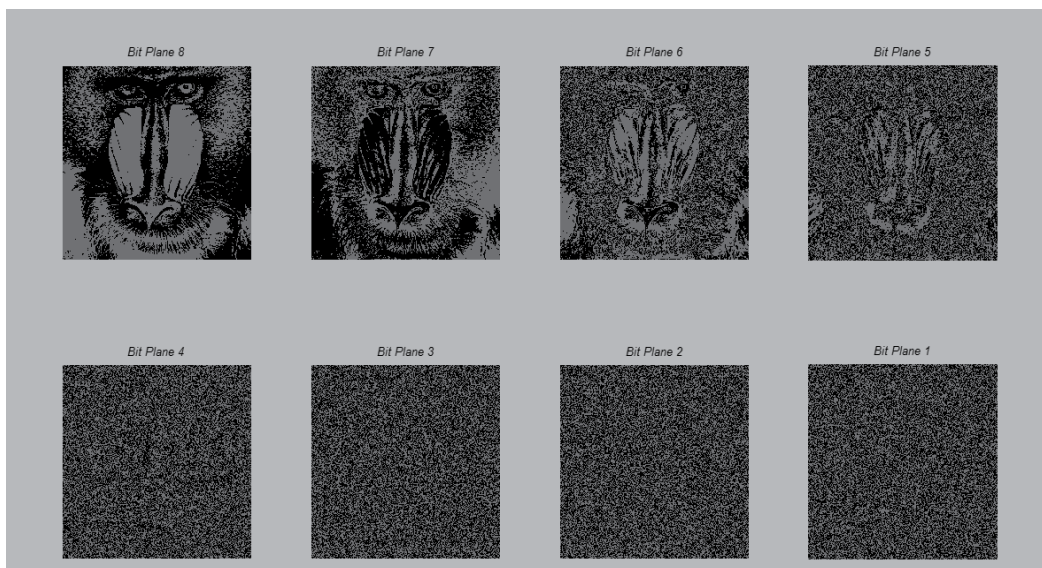 Bit Plane 8
Bit Plane 7
Bit Plane 6
Bit Plane 5
Bit Plane 4
Bit Plane 3
Bit Plane 2
Bit Plane 1